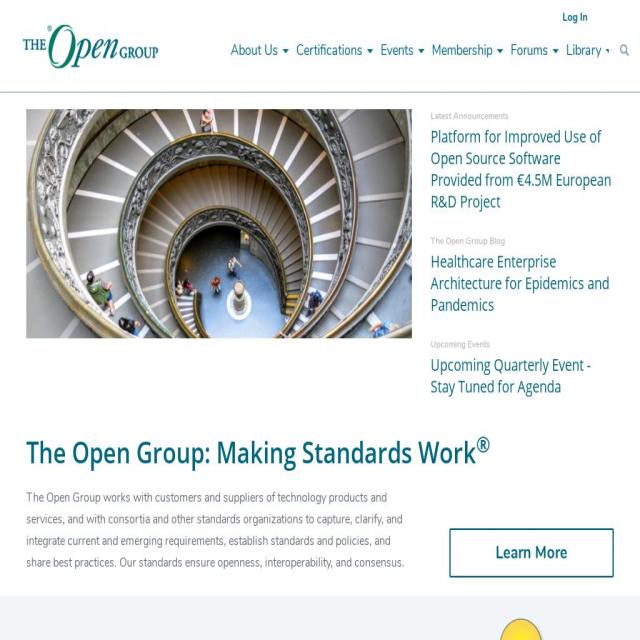 Log In
THE Open GROUP
About Us
Certifications
Events
Membership
Forums
Library
Latest Announcements
Platform for Improved Use of
Open Source Software
Provided from €4.5M European
R&D Project
The Open Group Blog
Healthcare Enterprise
Architecture for Epidemics and
Pandemics
Upcoming Events
Upcoming Quarterly Event -
Stay Tuned for Agenda
The Open Group: Making Standards Work®
The Open Group works with customers and suppliers of technology products and
services, and with consortia and other standards organizations to capture, clarify, and
integrate current and emerging requirements, establish standards and policies, and
share best practices. Our standards ensure openness, interoperability, and consensus.
Learn More